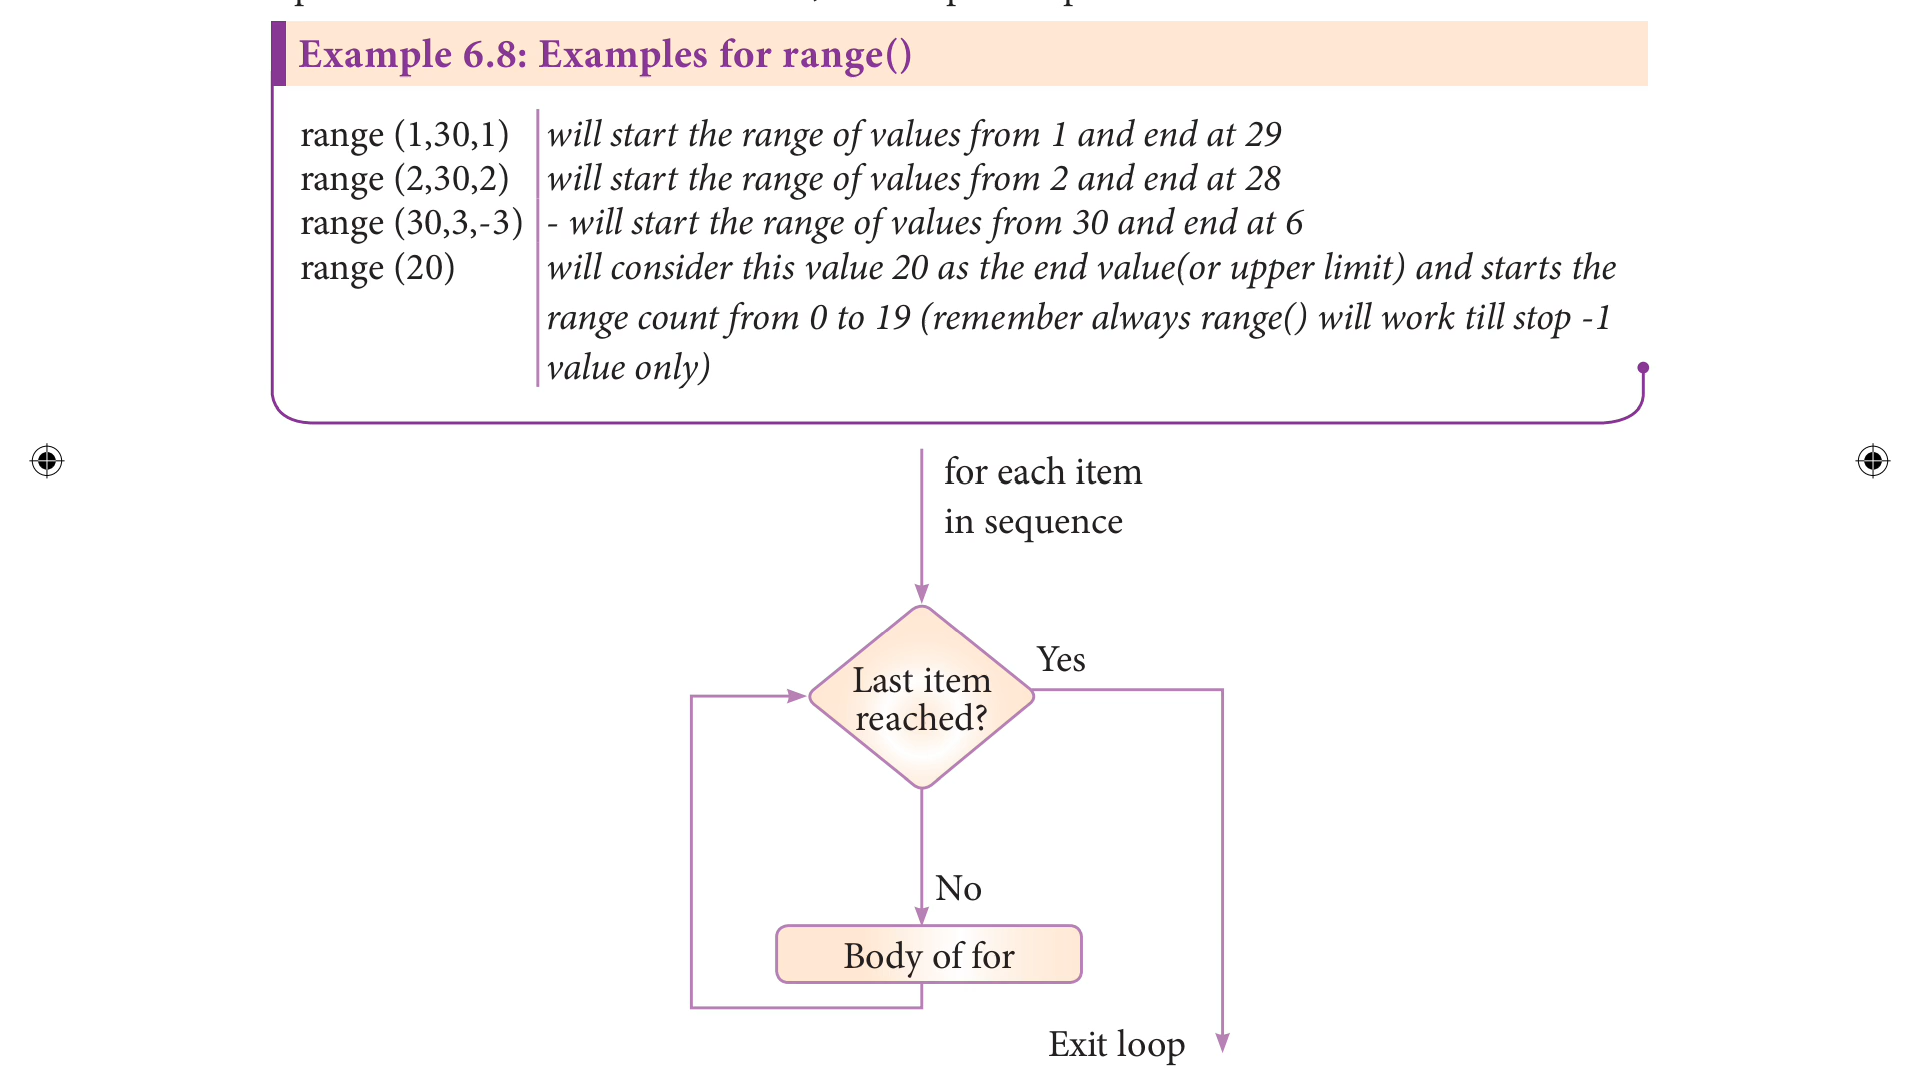 Example 6.8: Examples for range()
range (1,30,1) will start the range of values from 1 and end at 29
range (2,30,2) will start the range of values from 2 and end at 28
range (30,3,-3) - will start the range of values from 30 and end at 6
range (20) will consider this value 20 as the end value(or upper limit) and starts the
range count from 0 to 19 (remember always range() will work till stop -1
value only)
for each item
in sequence
Yes
Last item
reached?
No
Body of for
Exit loop